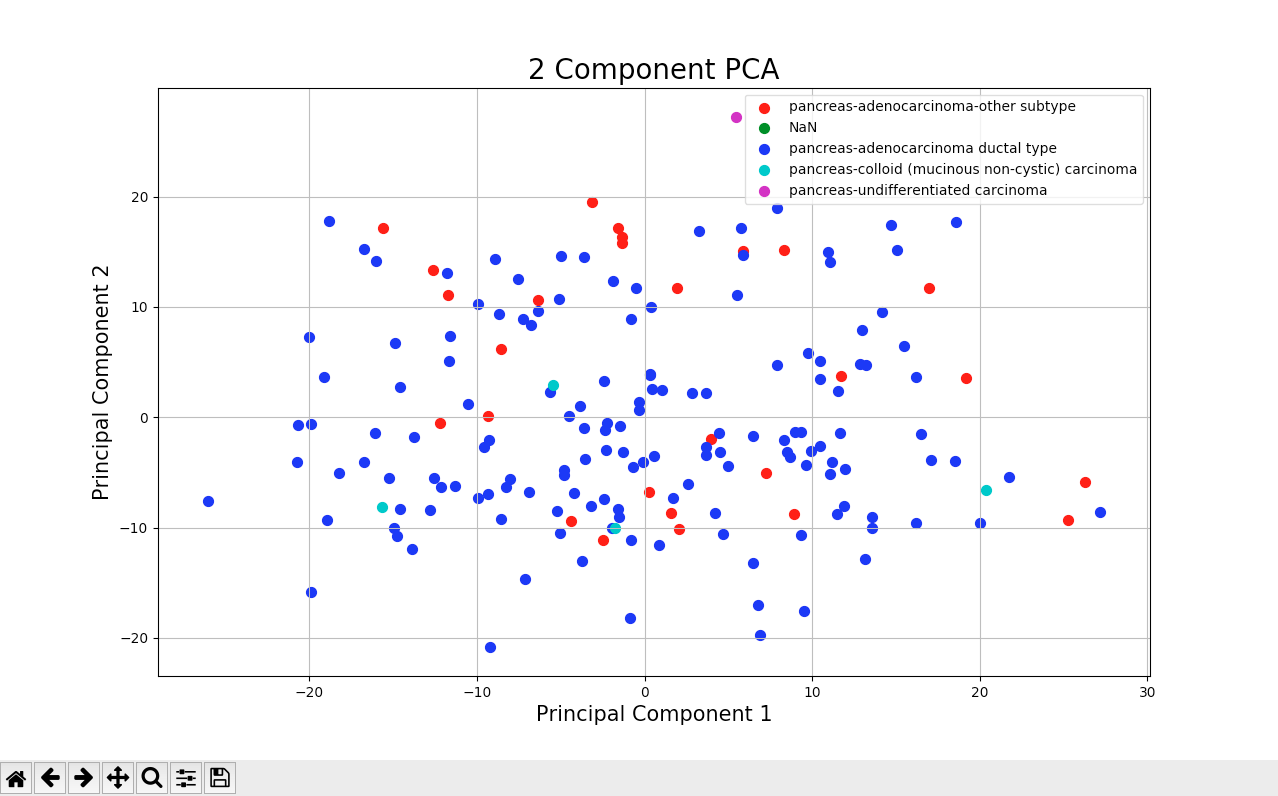 2 Component PCA
pancreas-adenocarcinoma-other subtype
NaN
pancreas-adenocarcinoma ductal type
pancreas-colloid (mucinous non-cystic) carcinoma
pancreas-undifferentiated carcinoma
Principal Component 2
20
10
0
−10
−20
−20
−10
0
10
20
30
Principal Component 1